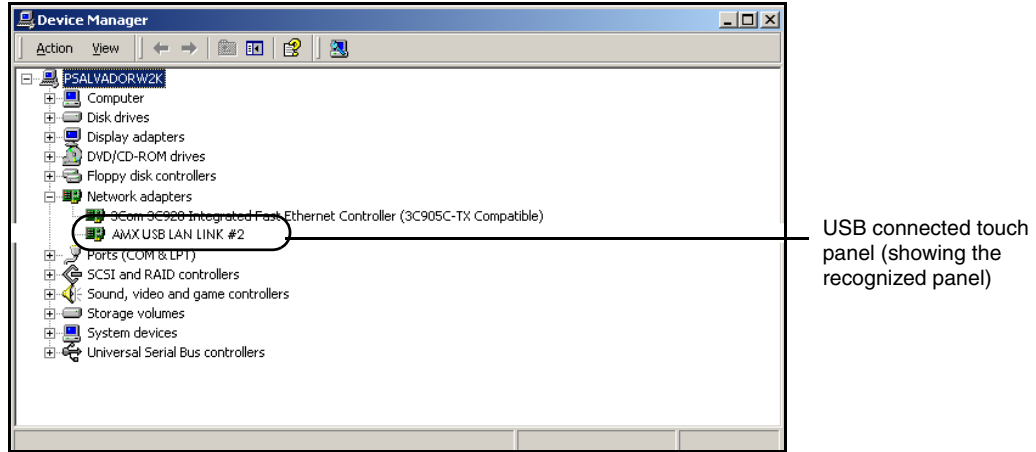 Device Manager
Action View
PSALVADORW2K
Computer
Disk drives
Display adapters
DVD/CD-ROM drives
Floppy disk controllers
Network adapters
3Com 3C920 Integrated Fast Ethernet Controller (3C905C-TX Compatible)
AMX USB LAN LINK #2
Ports (COM & LPT)
SCSI and RAID controllers
Sound, video and game controllers
Storage volumes
System devices
Universal Serial Bus controllers
USB connected touch
panel (showing the
recognized panel)